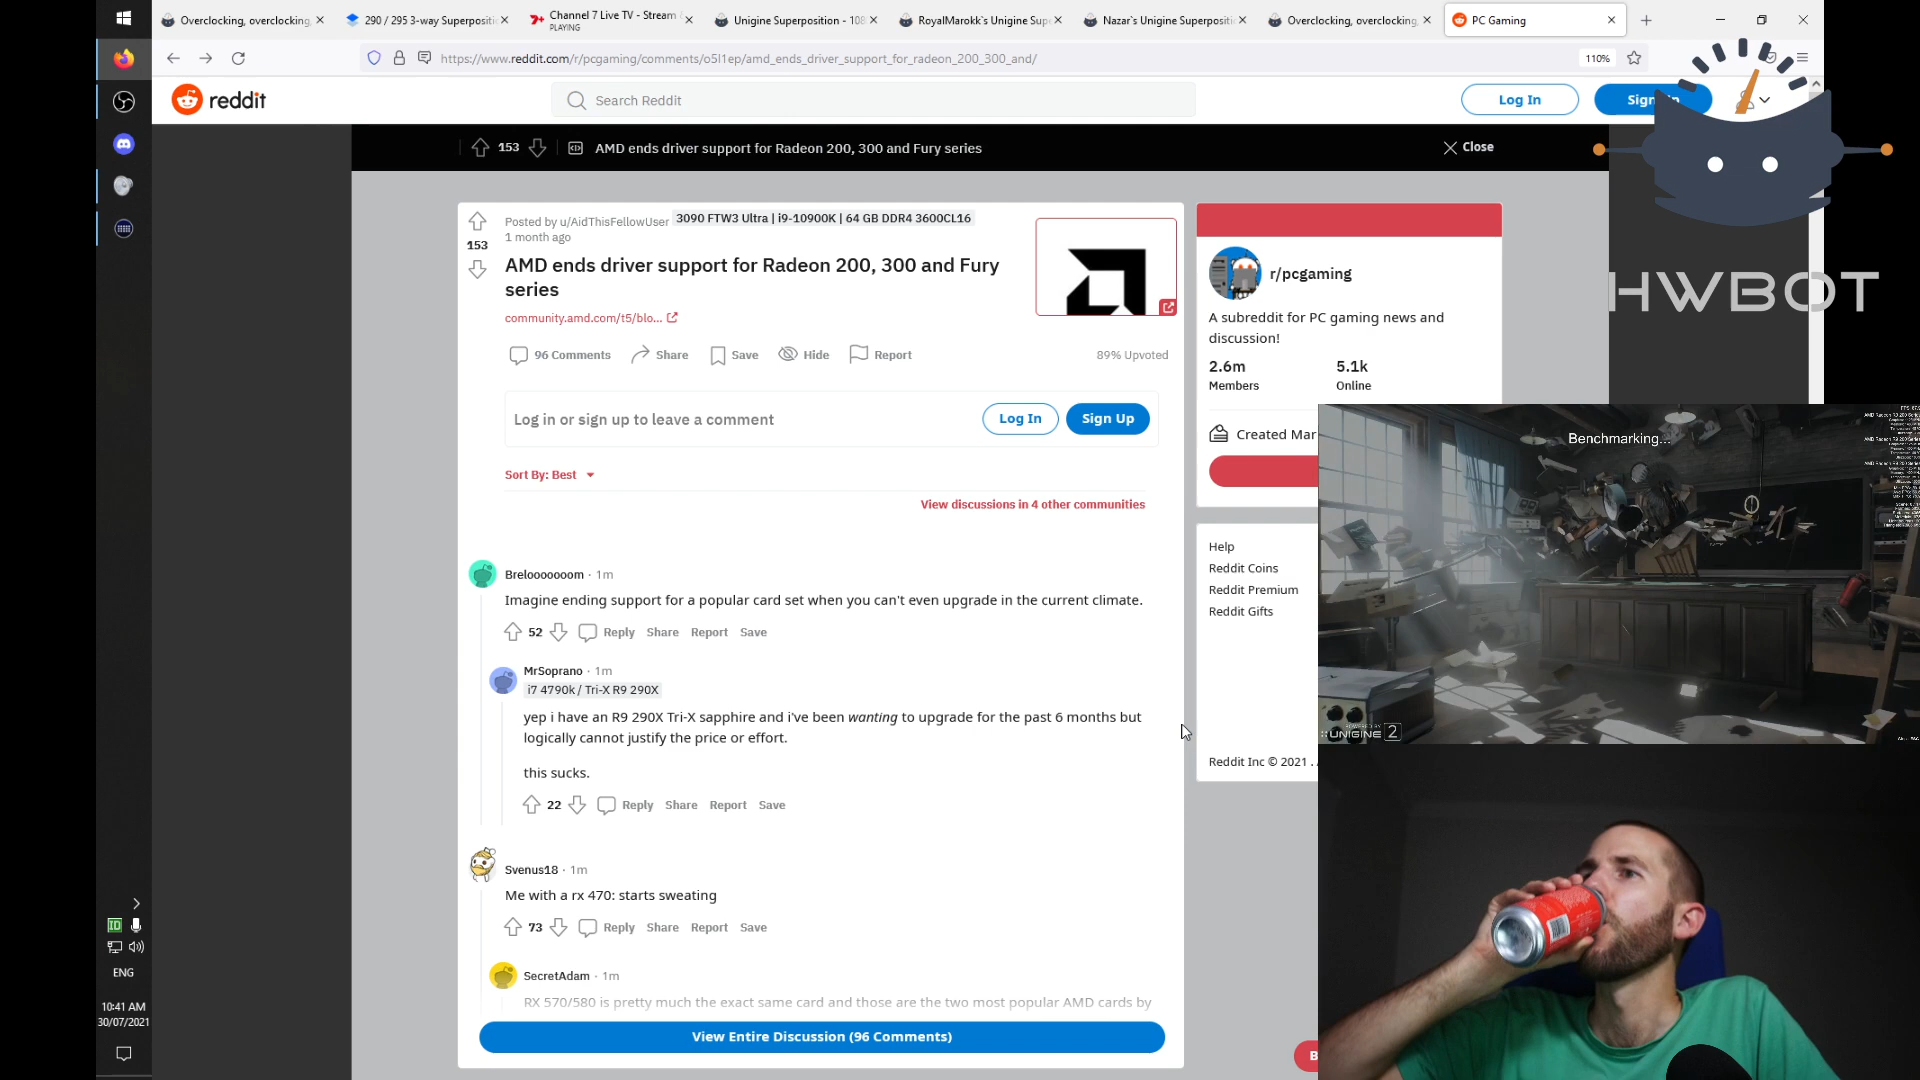 Overclocking, overclocking,
290 / 295 3-way Superpositi
Channel 7 Live TV - Stream
PLAYING
Unigine Superposition - 108
RoyalMarokk`s Unigine Sup
Nazar`s Unigine Superpositi
Overclocking, overclocking,
PC Gaming
https://www.reddit.com/r/pcgaming/comments/o5l1ep/amd_ends_driver_support_for_radeon_200_300_and/
110%
reddit
Search Reddit
Log In
Sign
HWBOT
153
AMD ends driver support for Radeon 200, 300 and Fury series
Close
Posted by u/AidThisFellowUser 3090 FTW3 Ultra | i9-10900K | 64 GB DDR4 3600CL16
1 month ago
153
AMD ends driver support for Radeon 200, 300 and Fury
series
community.amd.com/t5/blo...
96 Comments Share Save Hide Report
89% Upvoted
Log in or sign up to leave a comment
Log In
Sign Up
Sort By: Best
View discussions in 4 other communities
Brelooooooom · 1m
Imagine ending support for a popular card set when you can't even upgrade in the current climate.
52 Reply Share Report Save
MrSoprano · 1m
i7 4790k / Tri-X R9 290X
yep i have an R9 290X Tri-X sapphire and i've been wanting to upgrade for the past 6 months but
logically cannot justify the price or effort.
this sucks.
22 Reply Share Report Save
Svenus18 · 1m
Me with a rx 470: starts sweating
73 Reply Share Report Save
SecretAdam · 1m
RX 570/580 is pretty much the exact same card and those are the two most popular AMD cards by
View Entire Discussion (96 Comments)
r/pcgaming
A subreddit for PC gaming news and
discussion!
2.6m
Members
5.1k
Online
Created Mar
Help
Reddit Coins
Reddit Premium
Reddit Gifts
Reddit Inc © 2021 .
B
Benchmarking...
POWERED BY
UNIGINE 2
ENG
10:41 AM
30/07/2021